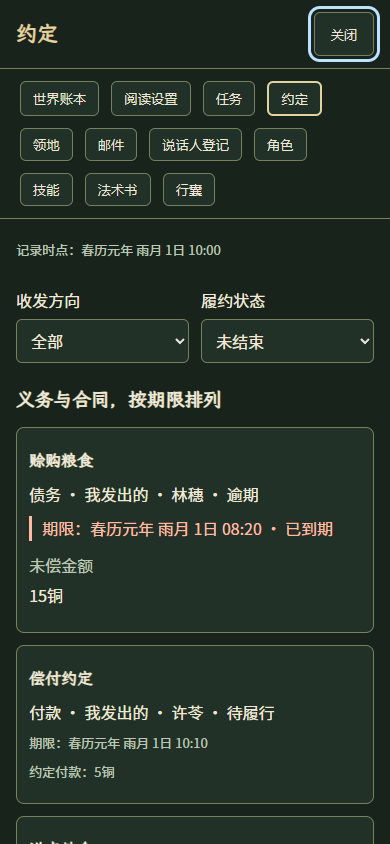 约定
关闭
世界账本 阅读设置 任务 约定
领地 邮件 说话人登记 角色
技能 法术书 行囊
记录时点：春历元年 雨月 1日 10:00
收发方向 履约状态
全部 未结束
义务与合同，按期限排列
赊购粮食
债务 · 我发出的 · 林穗 · 逾期
期限：春历元年 雨月 1日 08:20 · 已到期
未偿金额
15铜
偿付约定
付款 · 我发出的 · 许苓 · 待履行
期限：春历元年 雨月 1日 10:10
约定付款：5铜